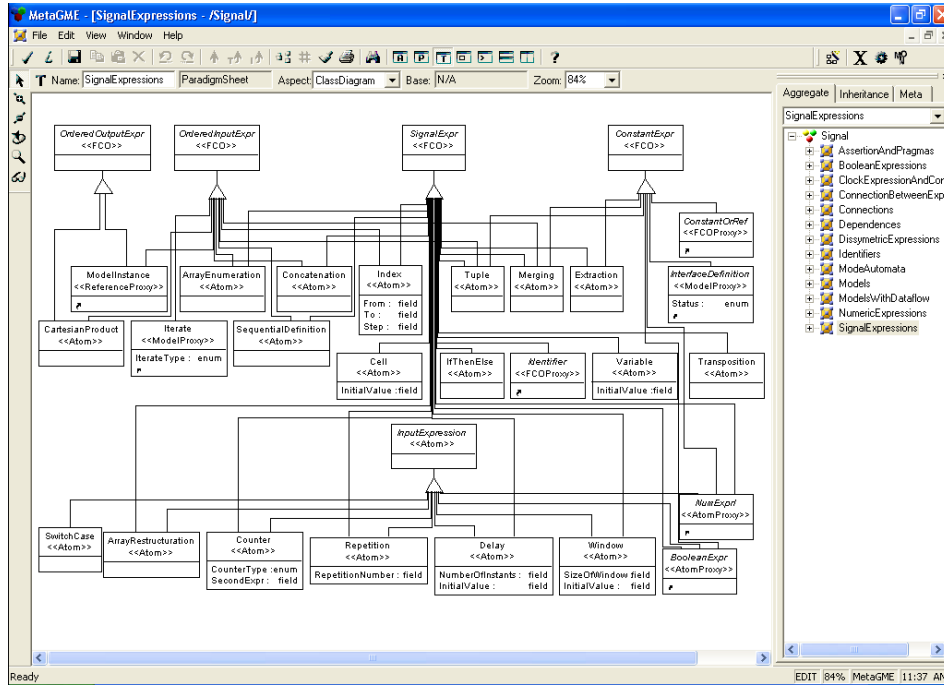 MetaGME - [SignalExpressions - /Signal/]
File Edit View Window Help
Name: SignalExpressions ParadigmSheet Aspect: ClassDiagram Base: N/A Zoom: 84%
Aggregate Inheritance Meta
SignalExpressions
Signal
AssertionAndPragmas
BooleanExpressions
ClockExpressionAndCon
ConnectionBetweenExp
Connections
Dependences
DissymetricExpressions
Identifiers
ModeAutomata
Models
ModelsWithDataflow
NumericExpressions
SignalExpressions
OrderedOutputExpr
<<FCO>>
OrderedInputExpr
<<FCO>>
SignalExpr
<<FCO>>
ConstantExpr
<<FCO>>
ConstantOrRef
<<FCOProxy>>
ModelInstance
<<ReferenceProxy>>
ArrayEnumeration
<<Atom>>
Concatenation
<<Atom>>
Index
<<Atom>>
From : field
To : field
Step : field
Tuple
<<Atom>>
Merging
<<Atom>>
Extraction
<<Atom>>
InterfaceDefinition
<<ModelProxy>>
Status : enum
CartesianProduct
<<Atom>>
Iterate
<<ModelProxy>>
IterateType : enum
SequentialDefinition
<<Atom>>
Cell
<<Atom>>
InitialValue :field
IfThenElse
<<Atom>>
Identifier
<<FCOProxy>>
Variable
<<Atom>>
InitialValue :field
Transposition
<<Atom>>
InputExpression
<<Atom>>
NumExprI
<<AtomProxy>>
SwitchCase
<<Atom>>
ArrayRestructuration
<<Atom>>
Counter
<<Atom>>
CounterType :enum
SecondExpr : field
Repetition
<<Atom>>
RepetitionNumber : field
Delay
<<Atom>>
NumberOfInstants : field
InitialValue : field
Window
<<Atom>>
SizeOfWindow :field
InitialValue : field
BooleanExpr
<<AtomProxy>>
Ready
EDIT 84% MetaGME 11:37 AM